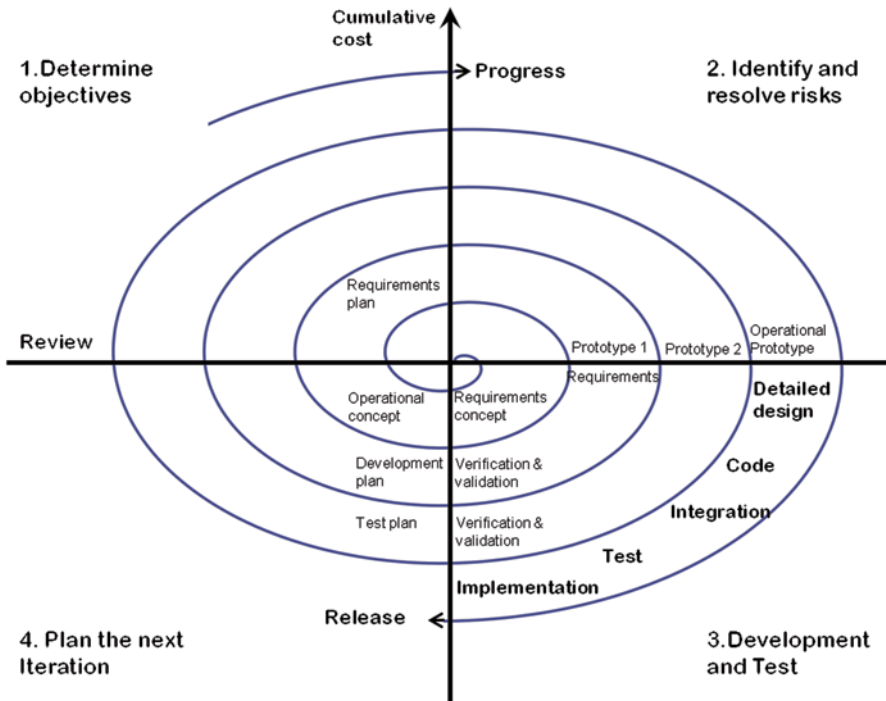 Cumulative
cost
1.Determine
objectives
Progress
2. Identify and
resolve risks
Requirements
plan
Review
Prototype 1
Prototype 2
Operational
Prototype
Requirements
Operational
concept
Requirements
concept
Detailed
design
Development
plan
Verification &
validation
Code
Test plan
Verification &
validation
Integration
Test
Implementation
Release
4. Plan the next
Iteration
3.Development
and Test